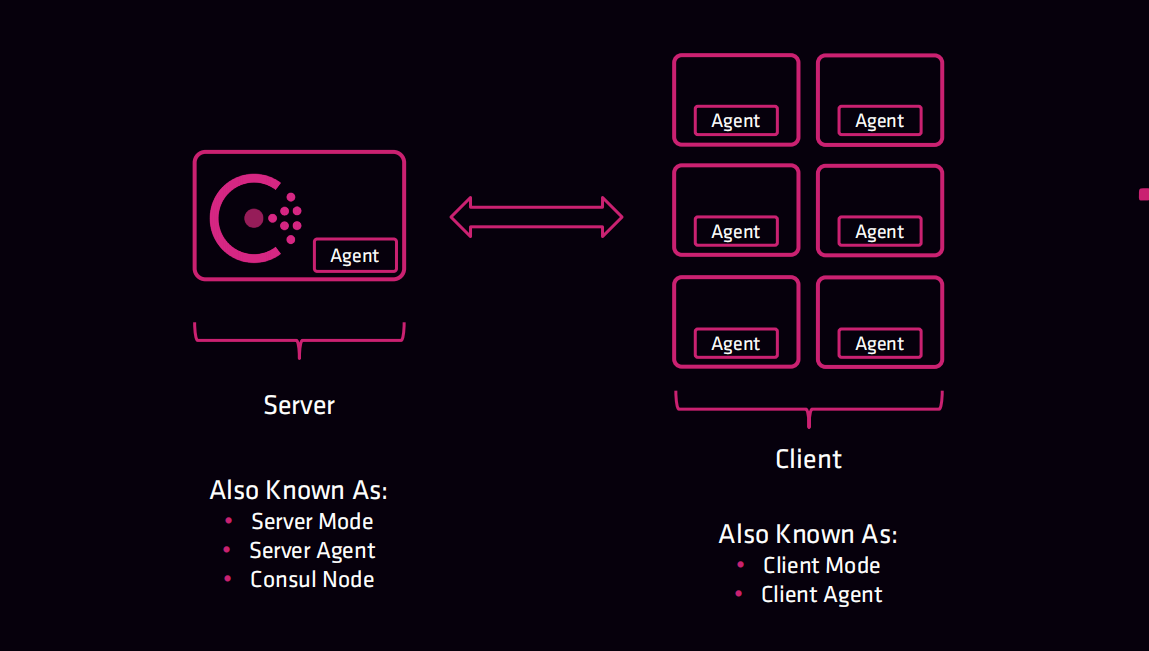 Agent
Server
Also Known As:
• Server Mode
• Server Agent
• Consul Node
Agent
Agent
Agent
Agent
Agent
Agent
Client
Also Known As:
• Client Mode
• Client Agent